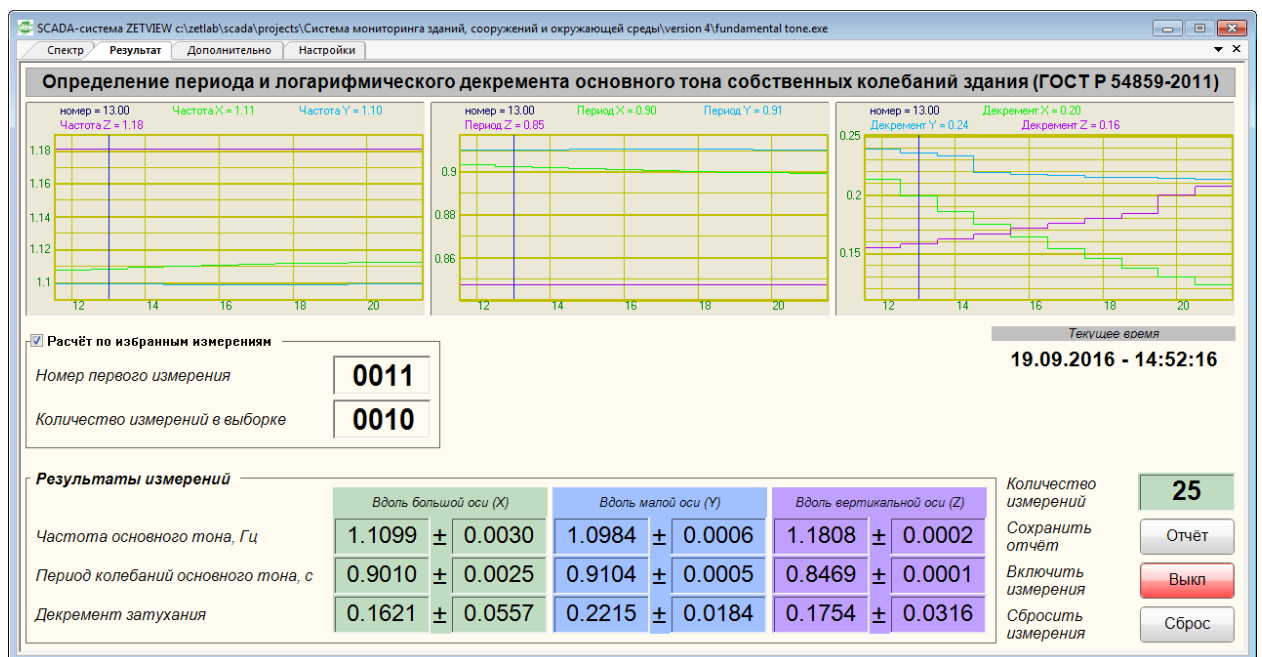 SCADA-система ZETVIEW c:\zetlab\scada\projects\Система мониторинга зданий, сооружений и окружающей среды\version 4\fundamental tone.exe
Спектр Результат Дополнительно Настройки
Определение периода и логарифмического декремента основного тона собственных колебаний здания (ГОСТ Р 54859-2011)
номер = 13.00 Частота X = 1.11 Частота Y = 1.10
Частота Z = 1.18
1.18
1.16
1.14
1.12
1.1
12 14 16 18 20
номер = 13.00 Период X = 0.90 Период Y = 0.91
Период Z = 0.85
0.9
0.88
0.86
12 14 16 18 20
номер = 13.00 Декремент X = 0.20
Декремент Y = 0.24 Декремент Z = 0.16
0.25
0.2
0.15
12 14 16 18 20
Расчёт по избранным измерениям
Номер первого измерения 0011
Количество измерений в выборке 0010
Текущее время
19.09.2016 - 14:52:16
Результаты измерений
Вдоль большой оси (X) Вдоль малой оси (Y) Вдоль вертикальной оси (Z)
Частота основного тона, Гц 1.1099 ± 0.0030 1.0984 ± 0.0006 1.1808 ± 0.0002
Период колебаний основного тона, с 0.9010 ± 0.0025 0.9104 ± 0.0005 0.8469 ± 0.0001
Декремент затухания 0.1621 ± 0.0557 0.2215 ± 0.0184 0.1754 ± 0.0316
Количество
измерений 25
Сохранить
отчёт Отчёт
Включить
измерения Выкл
Сбросить
измерения Сброс